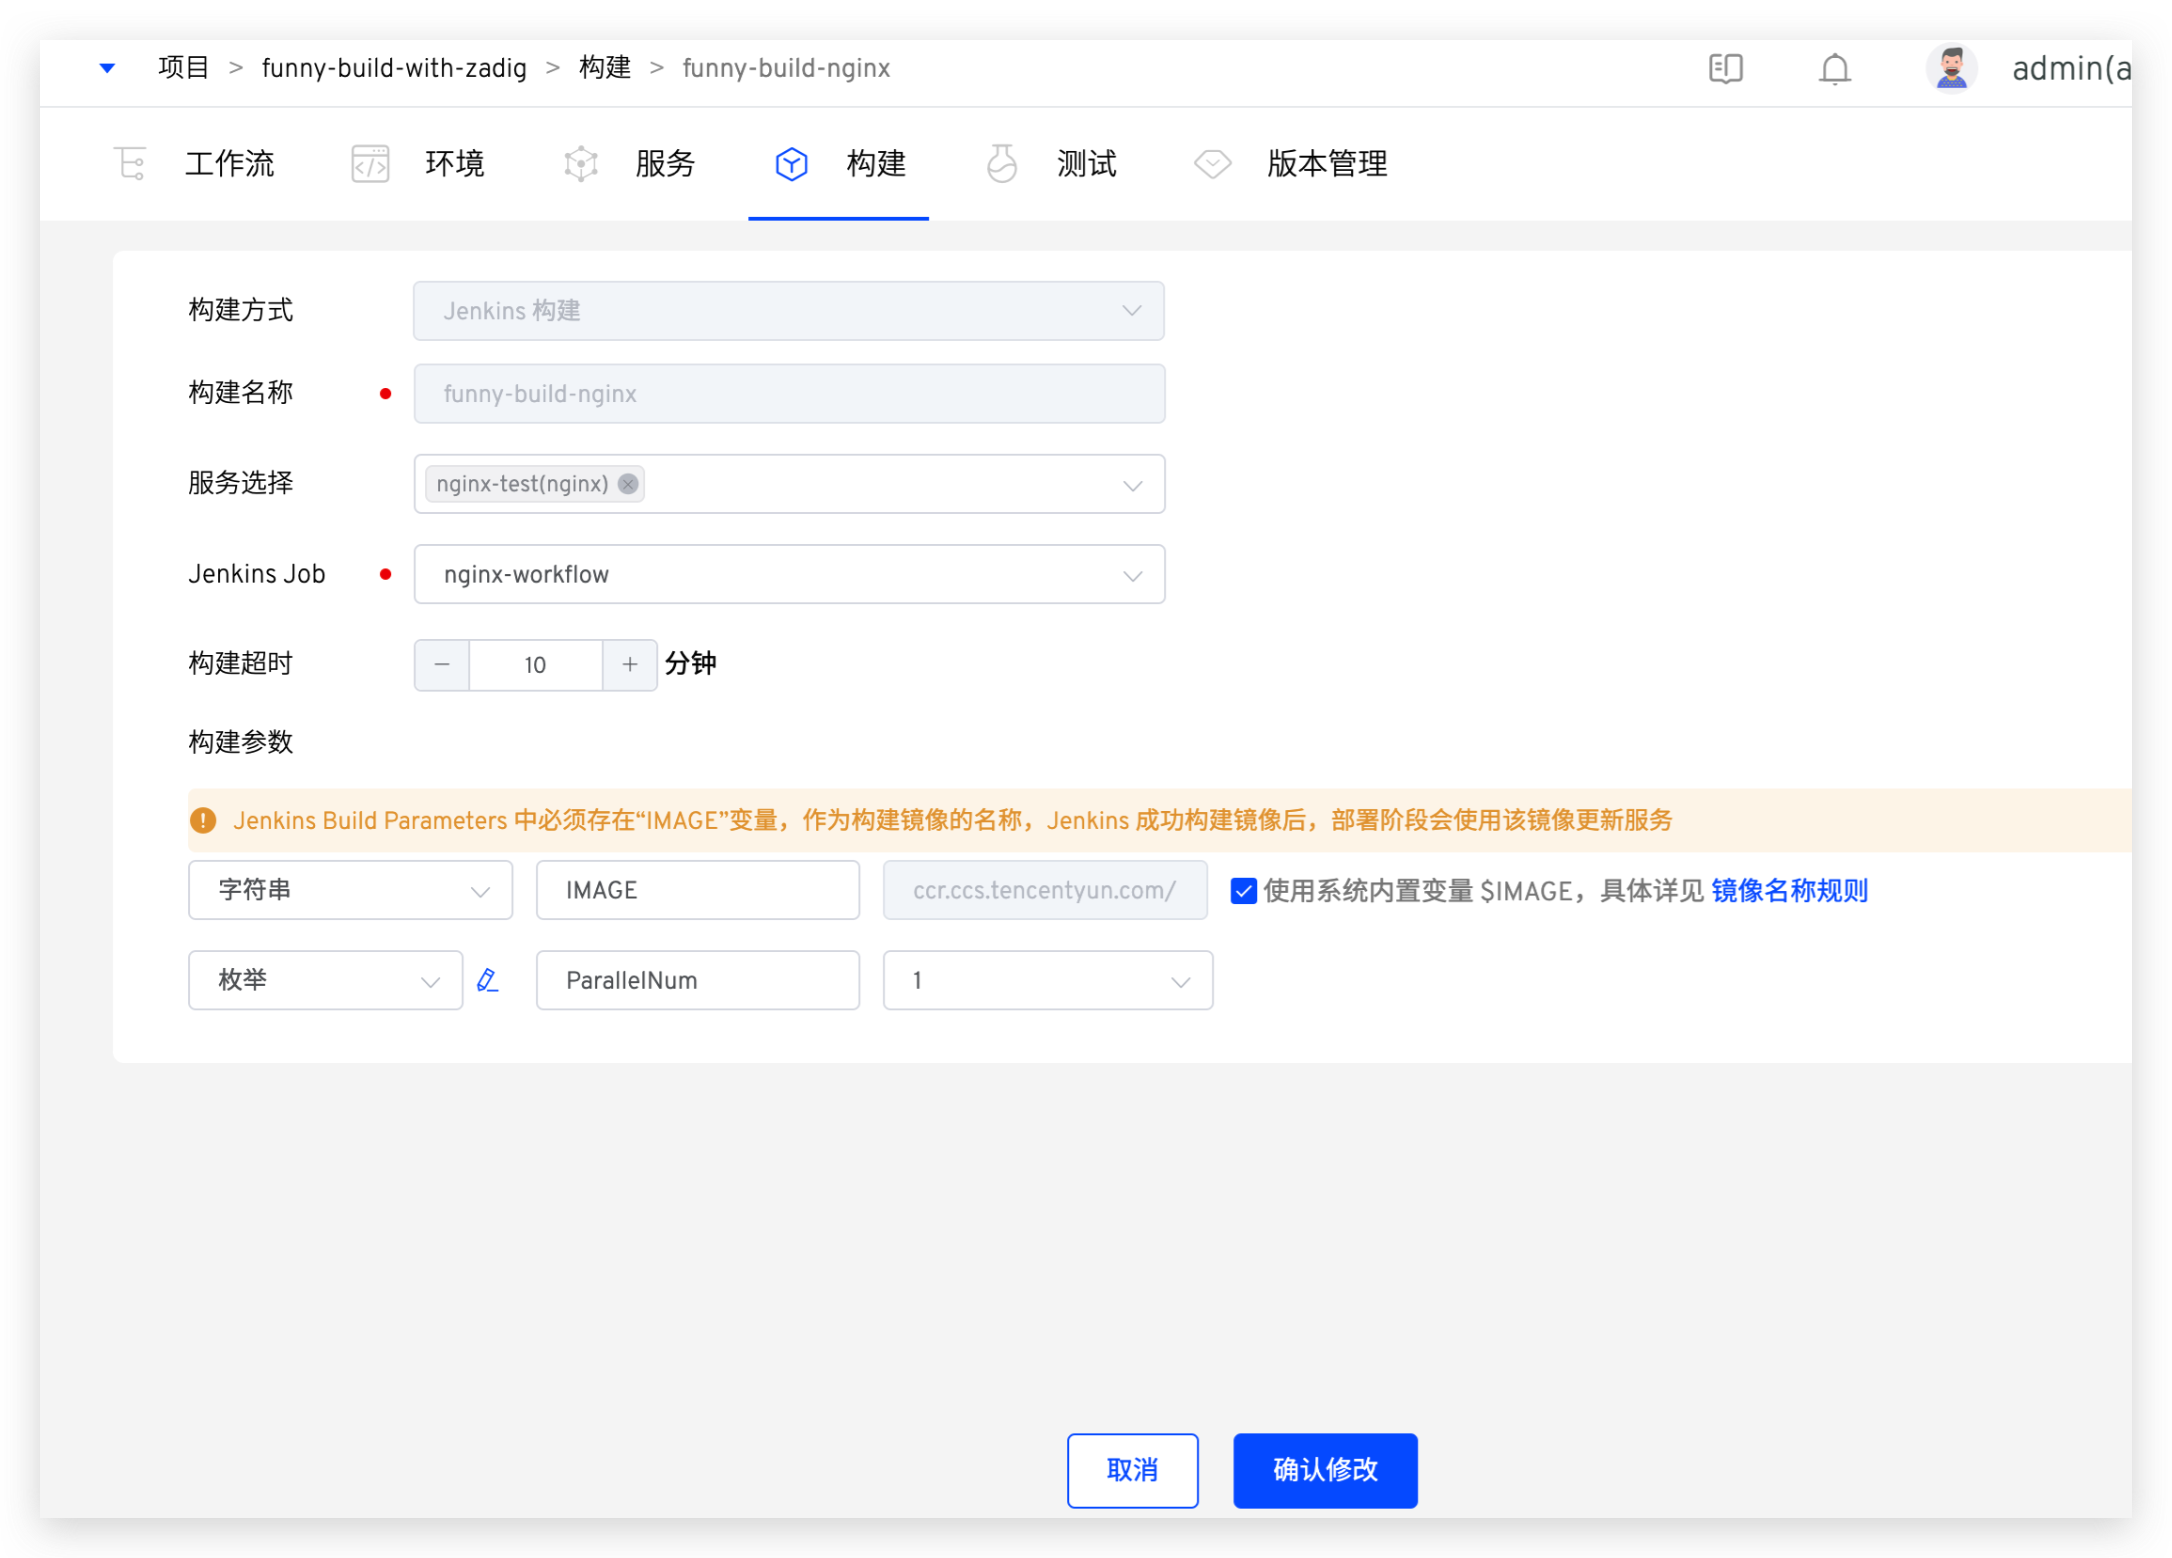 项目 > funny-build-with-zadig > 构建 > funny-build-nginx
admin(a
工作流 环境 服务 构建 测试 版本管理
构建方式 Jenkins 构建
构建名称 funny-build-nginx
服务选择 nginx-test(nginx)
Jenkins Job nginx-workflow
构建超时 − 10 + 分钟
构建参数
Jenkins Build Parameters 中必须存在“IMAGE”变量，作为构建镜像的名称，Jenkins 成功构建镜像后，部署阶段会使用该镜像更新服务
字符串 IMAGE ccr.ccs.tencentyun.com/ 使用系统内置变量 $IMAGE，具体详见 镜像名称规则
枚举 ParallelNum 1
取消 确认修改